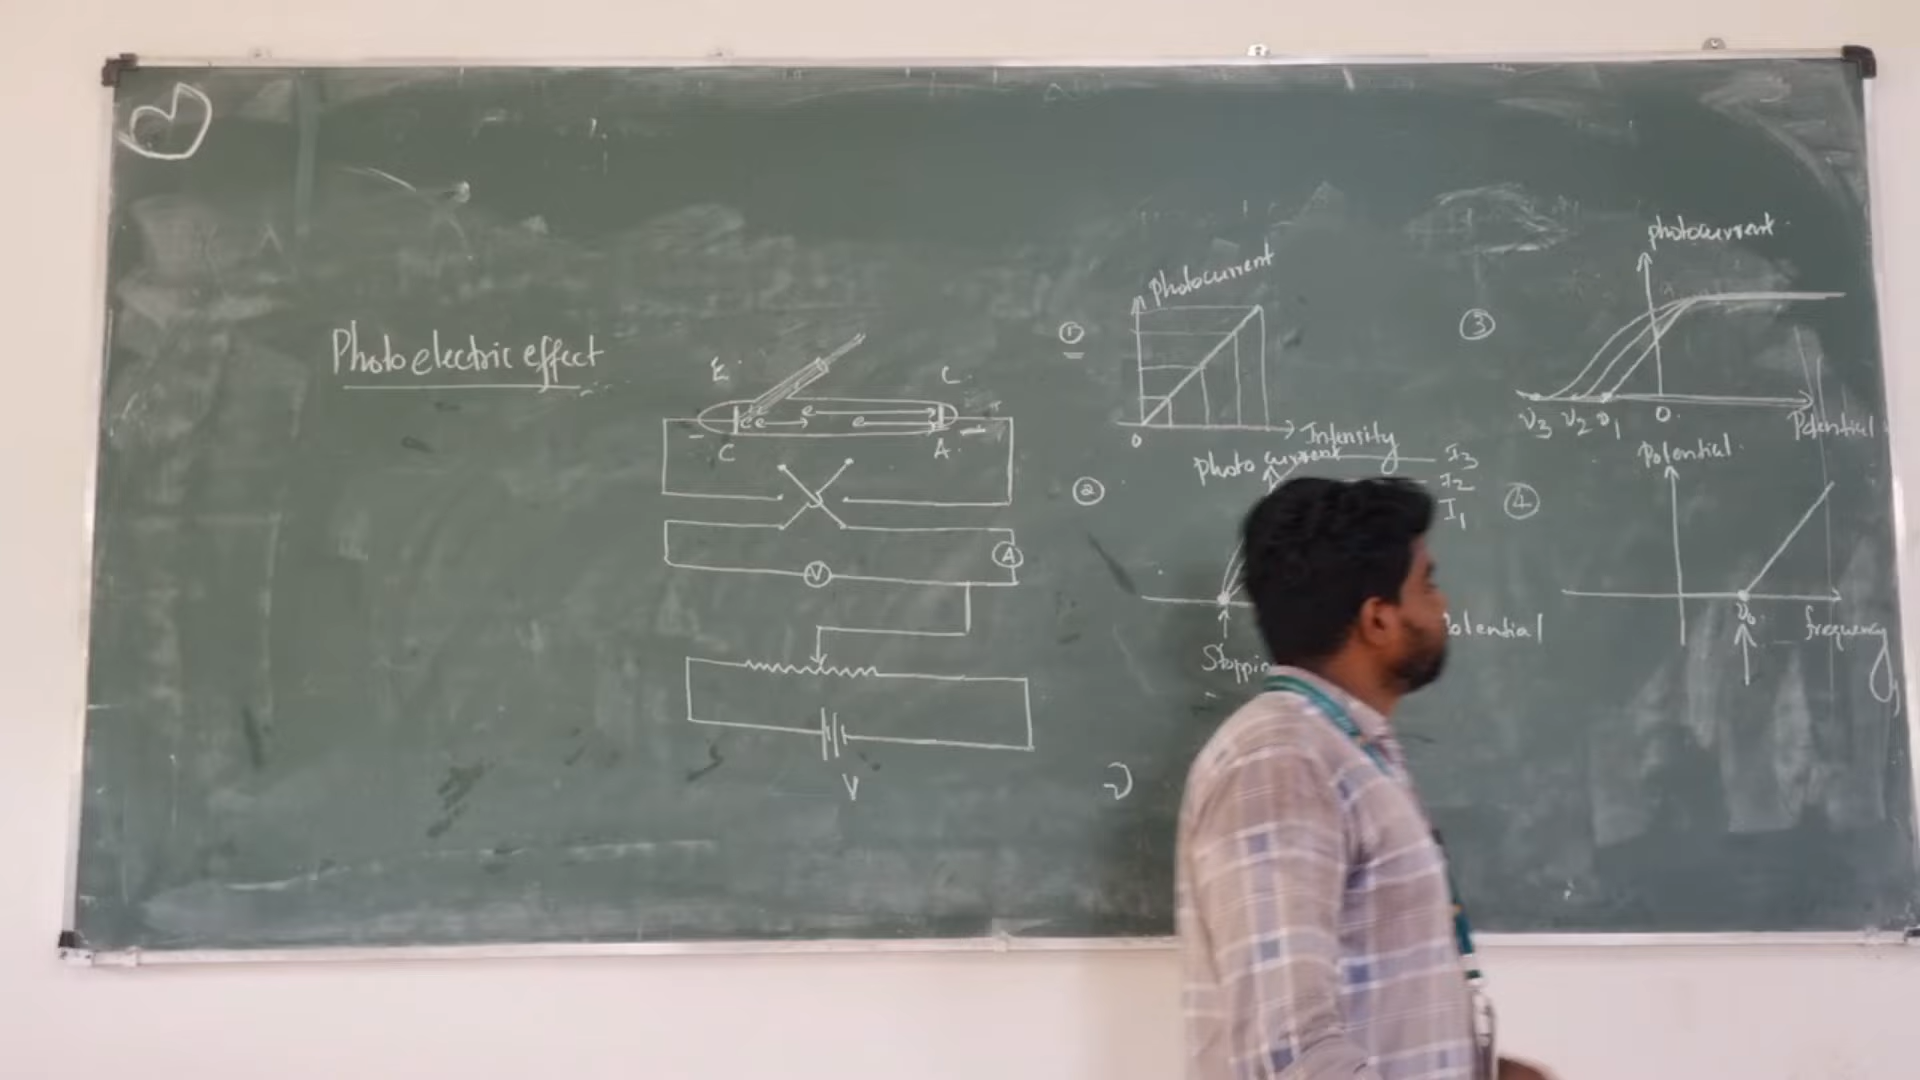 Photoelectric effect
E
C
e e e
e
C
A
V
A
V
①
photocurrent
0
Intensity
②
photo current
I3
I2
I1
Potential
③
photocurrent
ν3 ν2 ν1
0
Potential
④
Potential
ν0
frequency